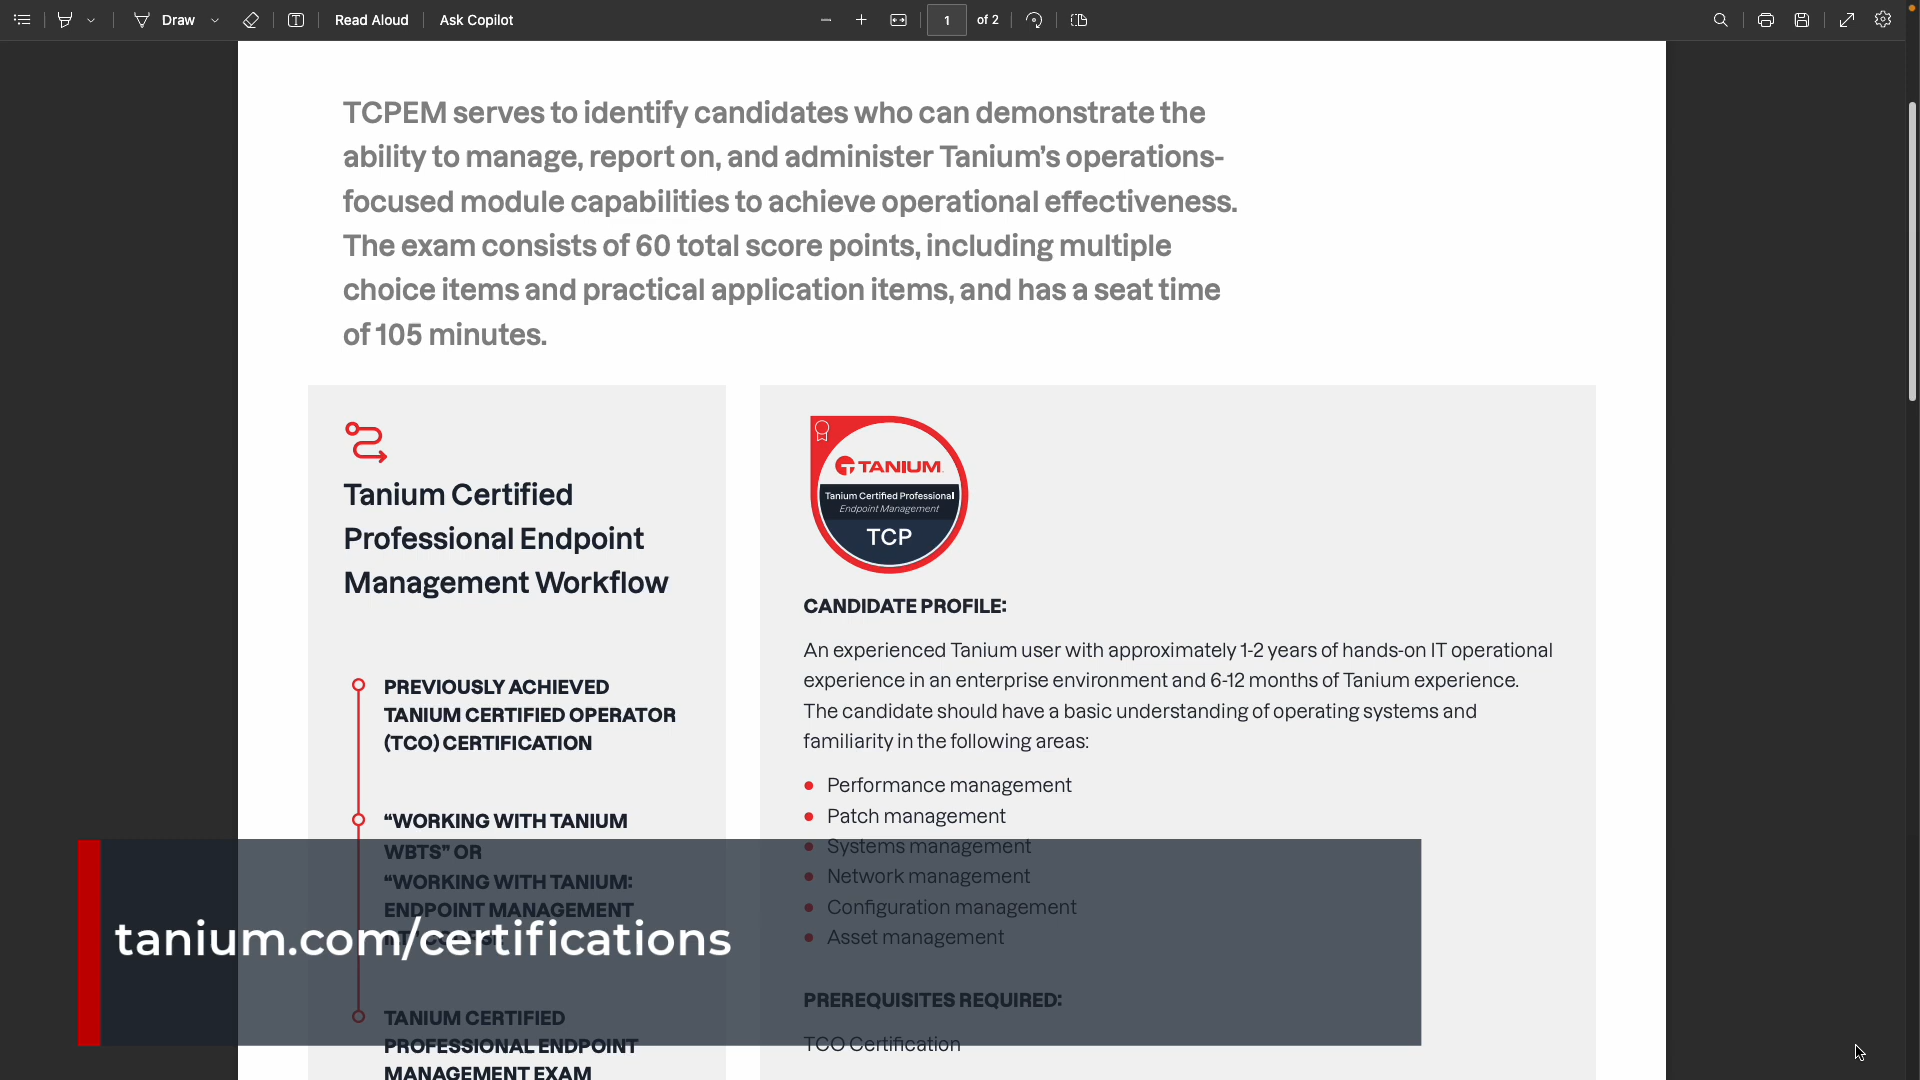 Draw
Read Aloud
Ask Copilot
1 of 2
TCPEM serves to identify candidates who can demonstrate the
ability to manage, report on, and administer Tanium’s operations-
focused module capabilities to achieve operational effectiveness.
The exam consists of 60 total score points, including multiple
choice items and practical application items, and has a seat time
of 105 minutes.
Tanium Certified
Professional Endpoint
Management Workflow
PREVIOUSLY ACHIEVED
TANIUM CERTIFIED OPERATOR
(TCO) CERTIFICATION
“WORKING WITH TANIUM
WBTS” OR
“WORKING WITH TANIUM:
ENDPOINT MANAGEMENT
TANIUM CERTIFIED
PROFESSIONAL ENDPOINT
MANAGEMENT EXAM
TANIUM
Tanium Certified Professional
Endpoint Management
TCP
CANDIDATE PROFILE:
An experienced Tanium user with approximately 1-2 years of hands-on IT operational
experience in an enterprise environment and 6-12 months of Tanium experience.
The candidate should have a basic understanding of operating systems and
familiarity in the following areas:
Performance management
Patch management
Systems management
Network management
Configuration management
Asset management
PREREQUISITES REQUIRED:
TCO Certification
tanium.com/certifications